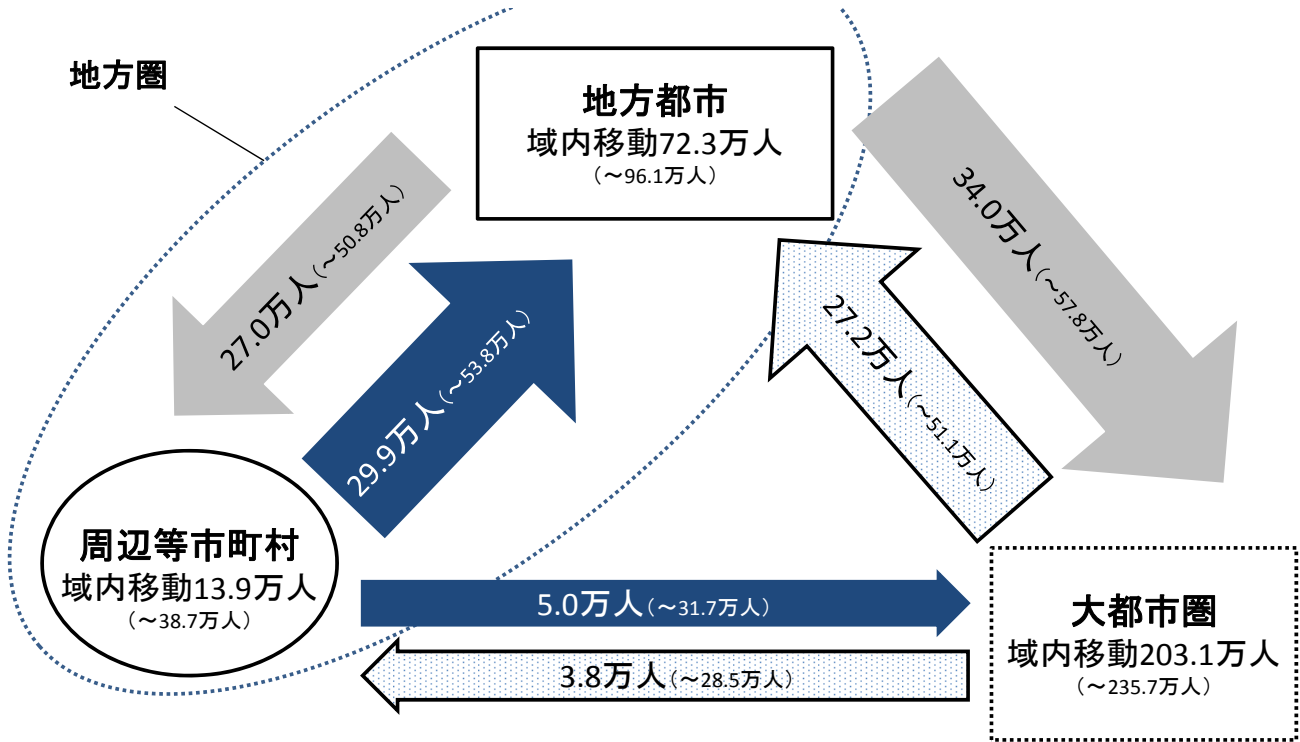 地方圏
地方都市
域内移動72.3万人
（～96.1万人）
27.0万人（～50.8万人）
29.9万人（～53.8万人）
34.0万人（～57.8万人）
27.2万人（～51.1万人）
周辺等市町村
域内移動13.9万人
（～38.7万人）
5.0万人（～31.7万人）
3.8万人（～28.5万人）
大都市圏
域内移動203.1万人
（～235.7万人）